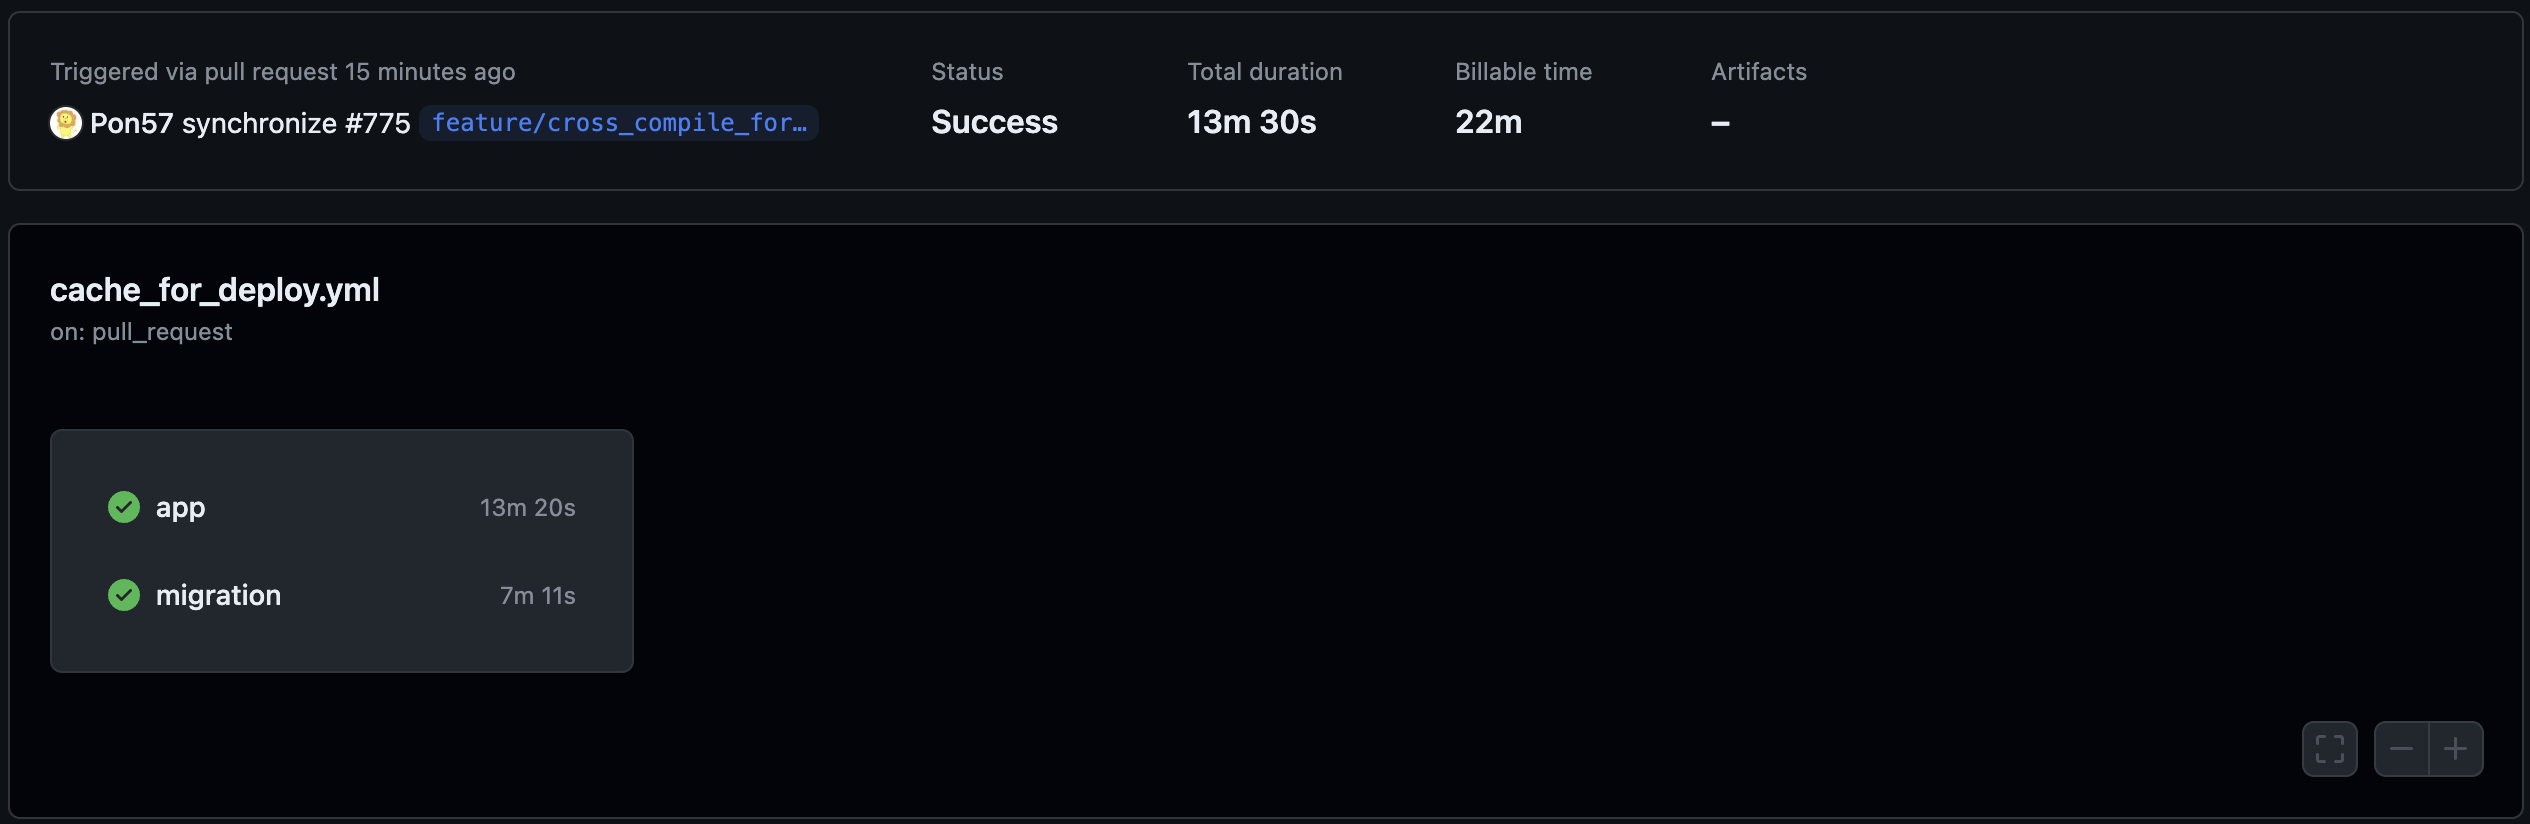 Triggered via pull request 15 minutes ago
Pon57 synchronize #775 feature/cross_compile_for…
Status
Success
Total duration
13m 30s
Billable time
22m
Artifacts
–
cache_for_deploy.yml
on: pull_request
app 13m 20s
migration 7m 11s